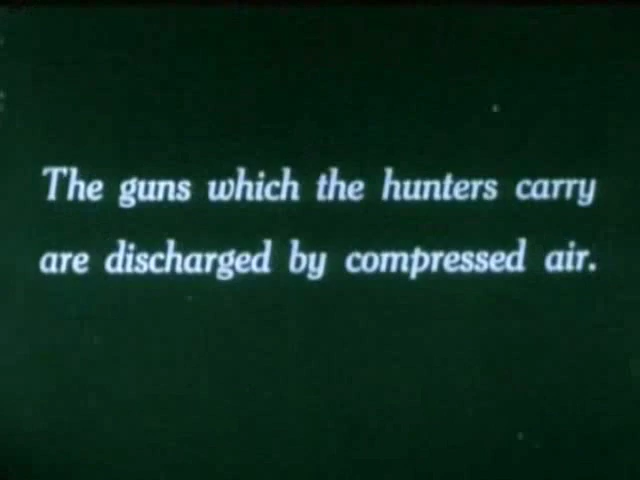 The guns which the hunters carry
are discharged by compressed air.